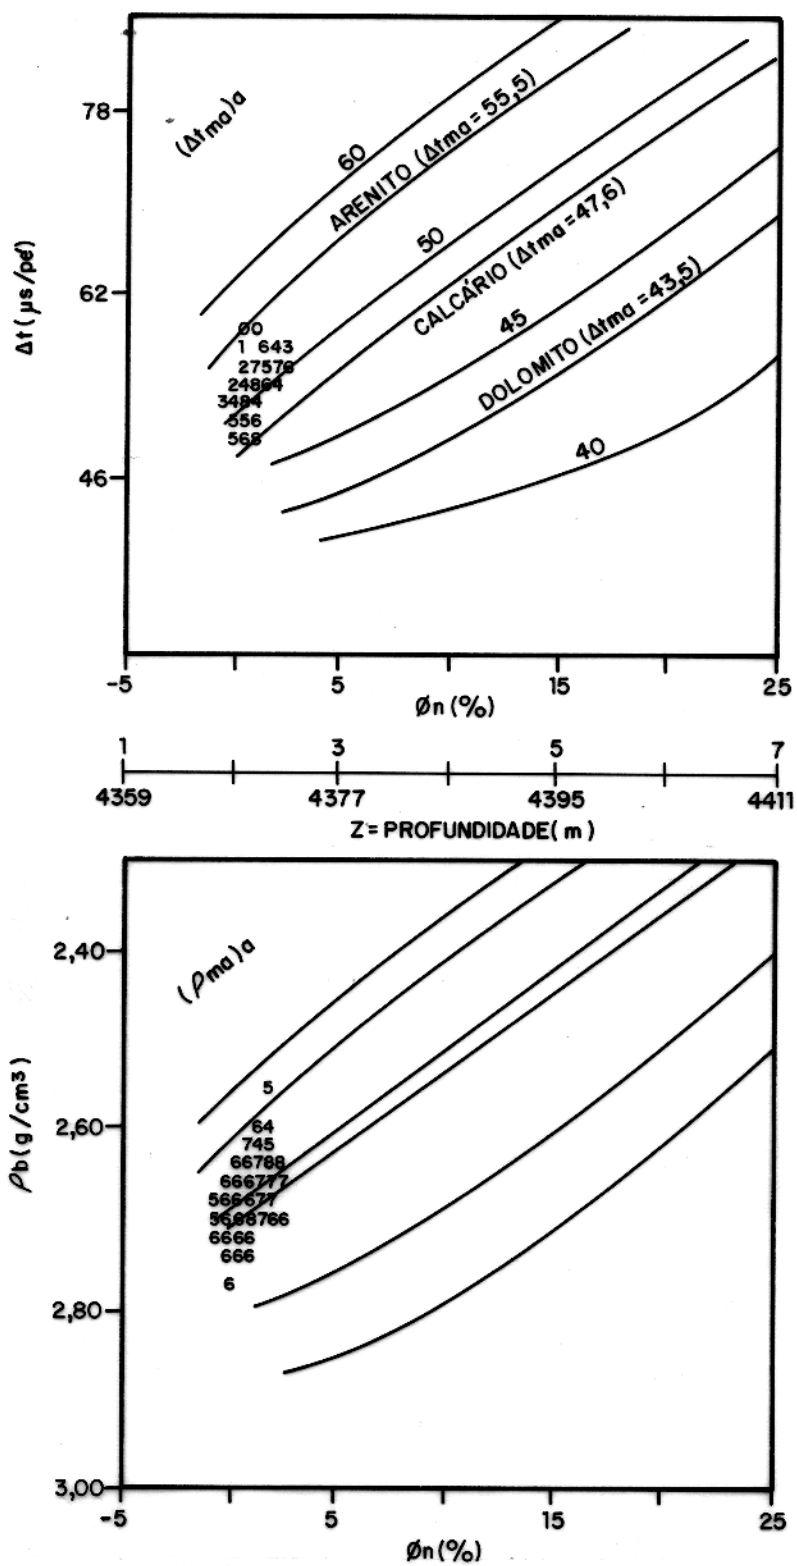 78
62
46
Δt(μs/pé)
(Δtma)a
60
ARENITO (Δtma=55,5)
50
CALCÁRIO (Δtma=47,6)
45
DOLOMITO (Δtma=43,5)
40
00
1 643
27576
24864
3484
556
568
-5 5 15 25
Øn(%)
1 3 5 7
4359 4377 4395 4411
Z=PROFUNDIDADE(m)
2,40
2,60
2,80
3,00
ρb(g/cm³)
(ρma)a
5
64
745
66788
666777
566677
5668766
6666
666
6
-5 5 15 25
Øn(%)